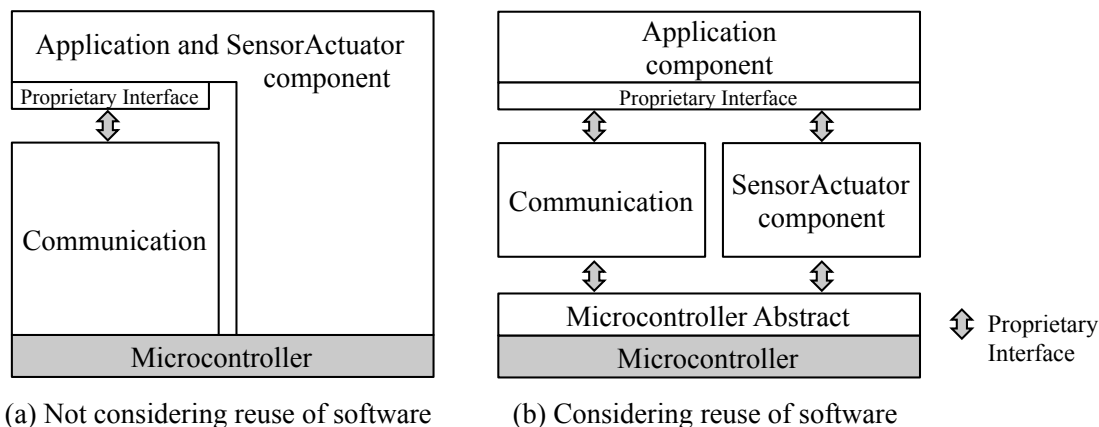 Application and SensorActuator
component
Proprietary Interface
Communication
Microcontroller
(a) Not considering reuse of software
Application
component
Proprietary Interface
Communication
SensorActuator
component
Microcontroller Abstract
Microcontroller
(b) Considering reuse of software
Proprietary
Interface